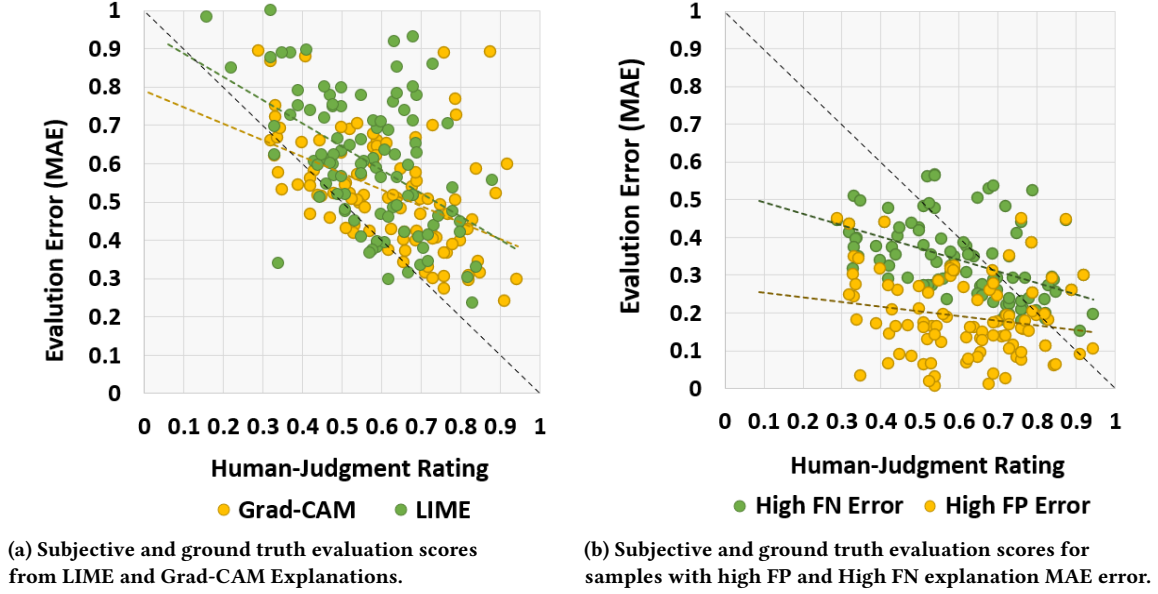 1
0.9
0.8
0.7
0.6
0.5
0.4
0.3
0.2
0.1
0
Evalution Error (MAE)
0 0.1 0.2 0.3 0.4 0.5 0.6 0.7 0.8 0.9 1
Human-Judgment Rating
Grad-CAM LIME
(a) Subjective and ground truth evaluation scores
from LIME and Grad-CAM Explanations.
1
0.9
0.8
0.7
0.6
0.5
0.4
0.3
0.2
0.1
0
Evalution Error (MAE)
0 0.1 0.2 0.3 0.4 0.5 0.6 0.7 0.8 0.9 1
Human-Judgment Rating
High FN Error High FP Error
(b) Subjective and ground truth evaluation scores for
samples with high FP and High FN explanation MAE error.